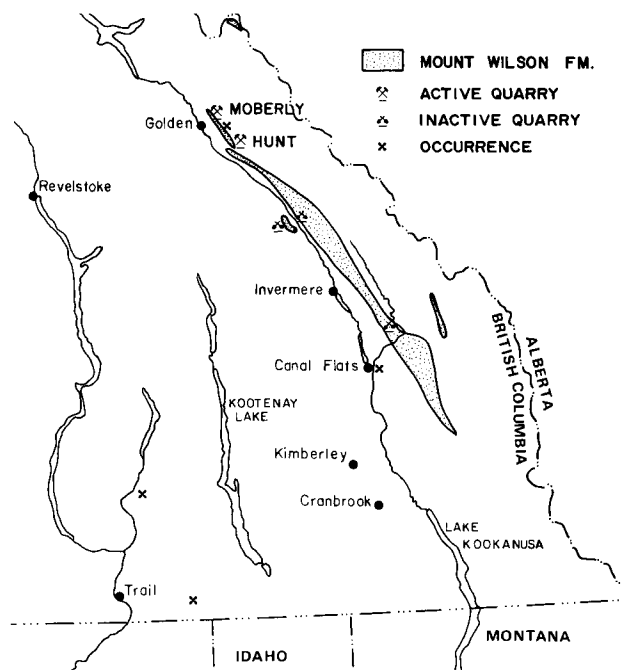 MOUNT WILSON FM.
ACTIVE QUARRY
INACTIVE QUARRY
OCCURRENCE
MOBERLY
Golden
HUNT
Revelstoke
Invermere
Canal Flats
KOOTENAY
LAKE
ALBERTA
BRITISH COLUMBIA
Kimberley
Cranbrook
LAKE
KOOKANUSA
Trail
IDAHO
MONTANA